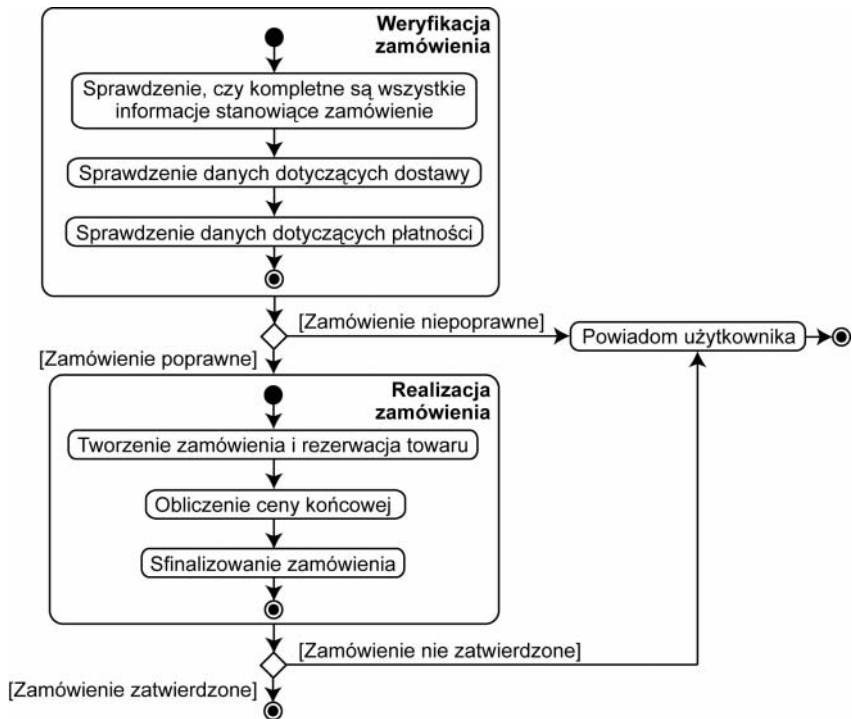 Weryfikacja
zamówienia
Sprawdzenie, czy kompletne są wszystkie
informacje stanowiące zamówienie
Sprawdzenie danych dotyczących dostawy
Sprawdzenie danych dotyczących płatności
[Zamówienie niepoprawne]
Powiadom użytkownika
[Zamówienie poprawne]
Realizacja
zamówienia
Tworzenie zamówienia i rezerwacja towaru
Obliczenie ceny końcowej
Sfinalizowanie zamówienia
[Zamówienie nie zatwierdzone]
[Zamówienie zatwierdzone]